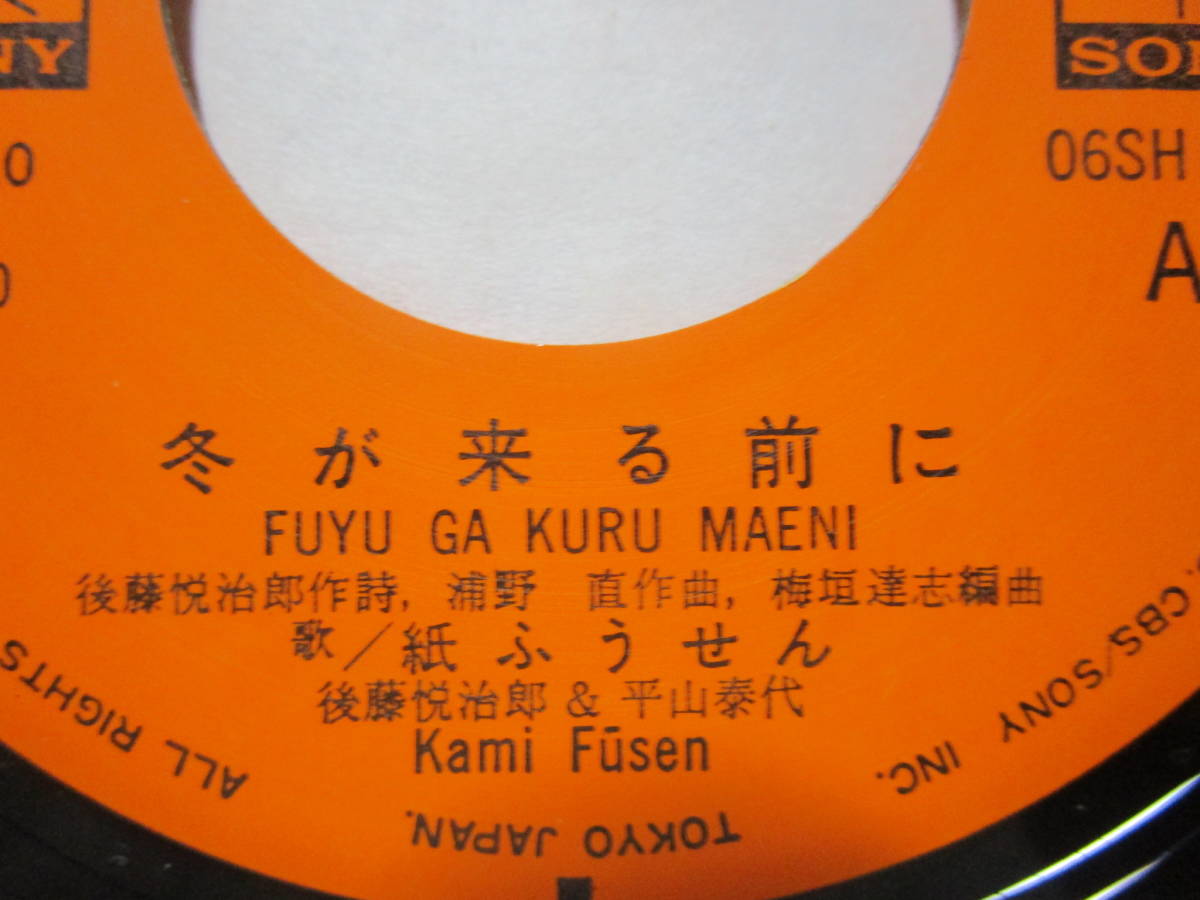 06SH
A
冬が来る前に
FUYU GA KURU MAENI
後藤悦治郎作詩, 浦野 直作曲, 梅垣達志編曲
歌/紙ふうせん
後藤悦治郎 & 平山泰代
Kami Fūsen
ALL RIGHTS
TOKYO JAPAN.
CBS/SONY INC.